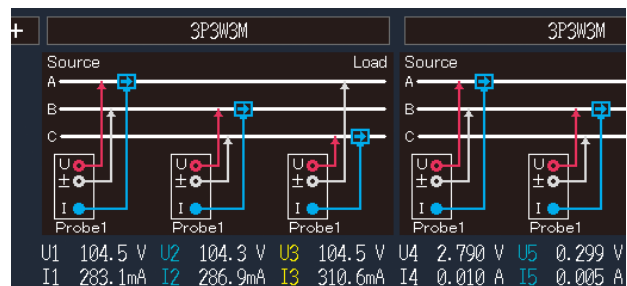 + 3P3W3M 3P3W3M
Source Load Source
A A
B B
C C
U U U U U
± ± ± ± ±
I I I I I
Probe1 Probe1 Probe1 Probe1 Probe1
U1 104.5 V U2 104.3 V U3 104.5 V U4 2.790 V U5 0.299 V
I1 283.1mA I2 286.9mA I3 310.6mA I4 0.010 A I5 0.005 A